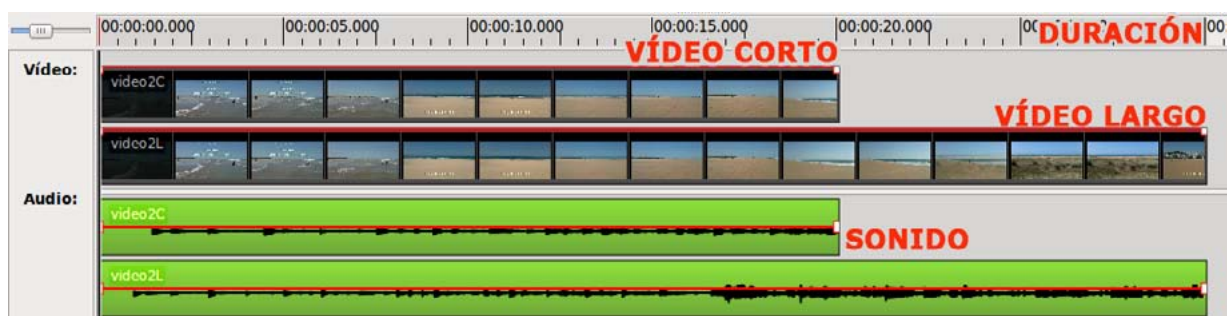 00:00:00.000 00:00:05.000 00:00:10.000 00:00:15.000 00:00:20.000 DURACIÓN
VÍDEO CORTO
Vídeo:
video2C
VÍDEO LARGO
video2L
Audio:
video2C
SONIDO
video2L